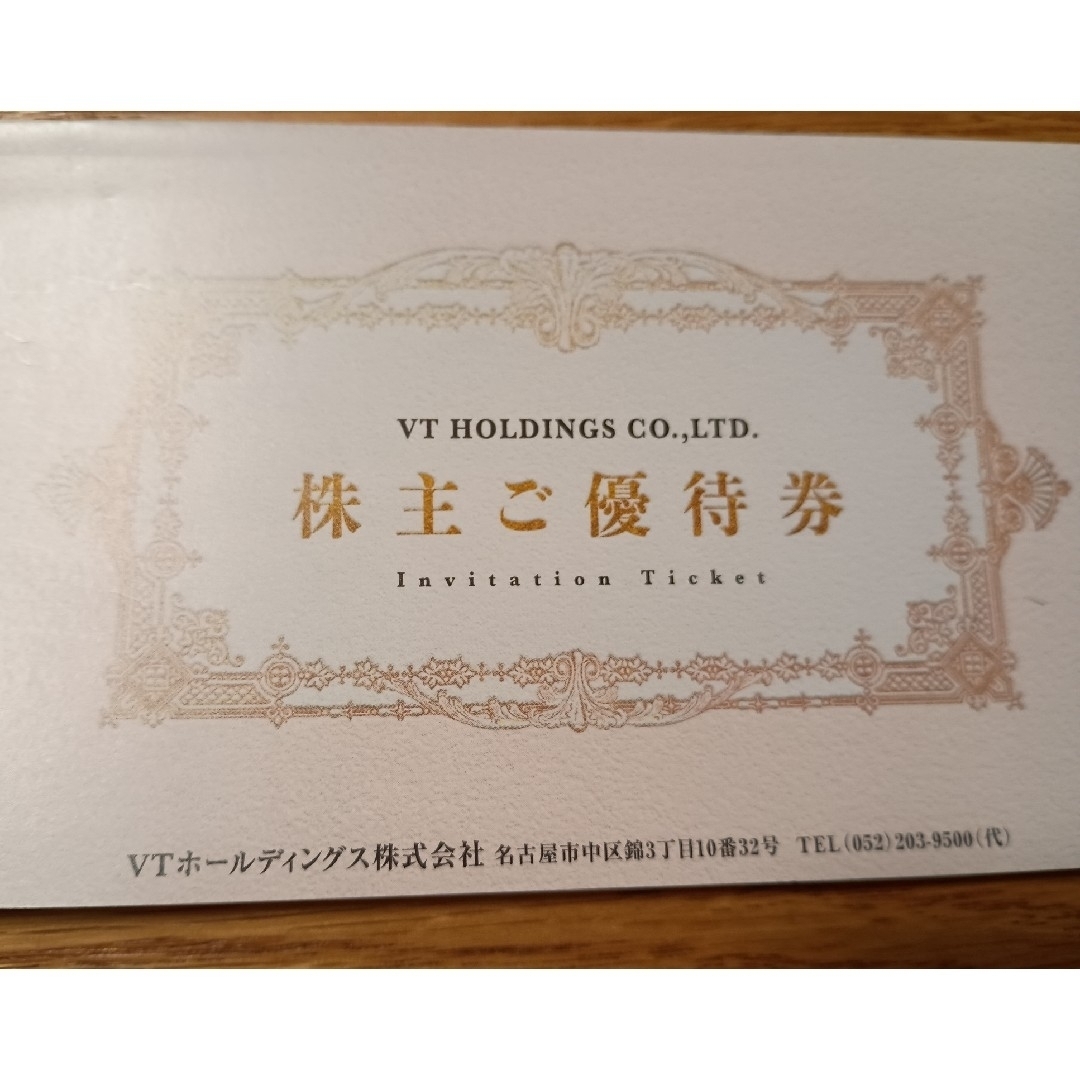 VT HOLDINGS CO.,LTD.
株主ご優待券
Invitation Ticket
VTホールディングス株式会社 名古屋市中区錦3丁目10番32号 TEL(052)203-9500(代)